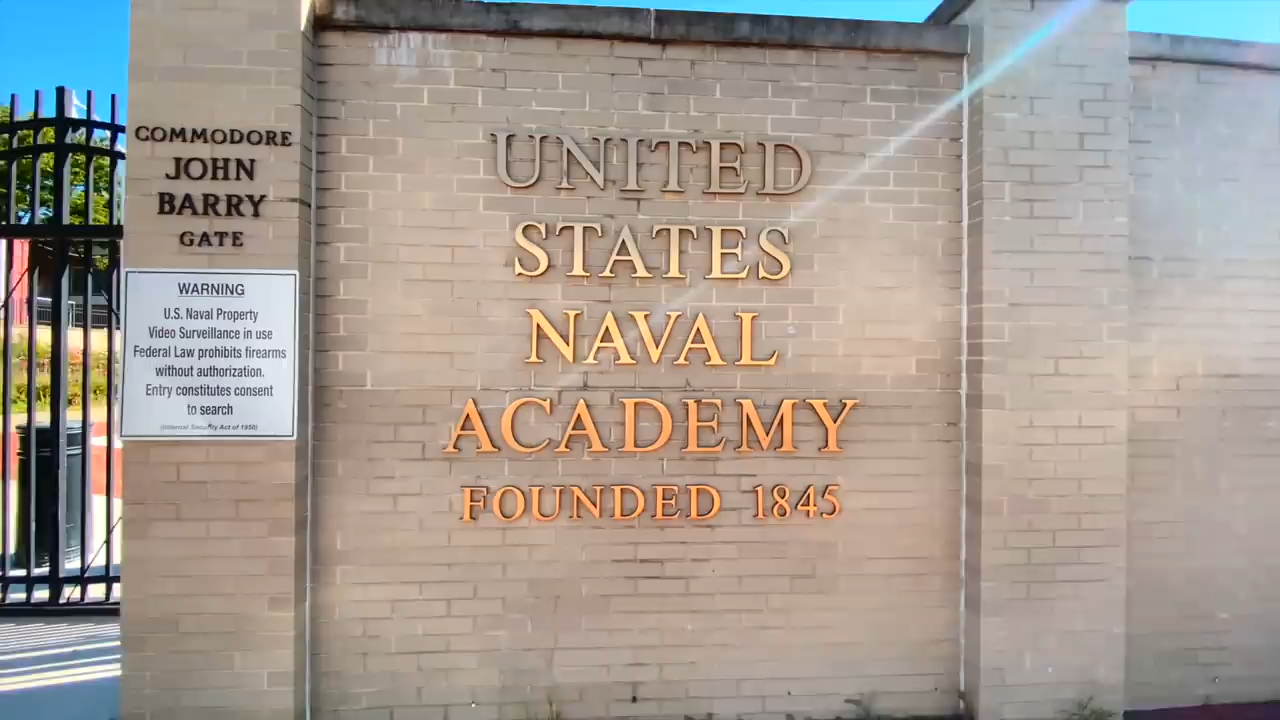 COMMODORE
JOHN
BARRY
GATE
WARNING
U.S. Naval Property
Video Surveillance in use
Federal Law prohibits firearms
without authorization.
Entry constitutes consent
to search
(Internal Security Act of 1950)
UNITED
STATES
NAVAL
ACADEMY
FOUNDED 1845